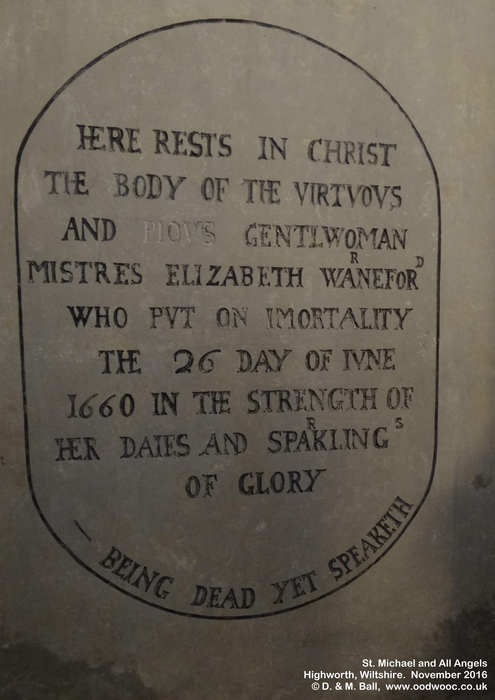 HERE RESTS IN CHRIST
THE BODY OF THE VIRTVOVS
AND PIOVS GENTLWOMAN
MISTRES ELIZABETH WARNEFORD
WHO PVT ON IMORTALITY
THE 26 DAY OF IVNE
1660 IN THE STRENGTH OF
HER DAIES AND SPARKLINGS
OF GLORY
— BEING DEAD YET SPEAKETH
St. Michael and All Angels
Highworth, Wiltshire. November 2016
© D. & M. Ball, www.oodwooc.co.uk